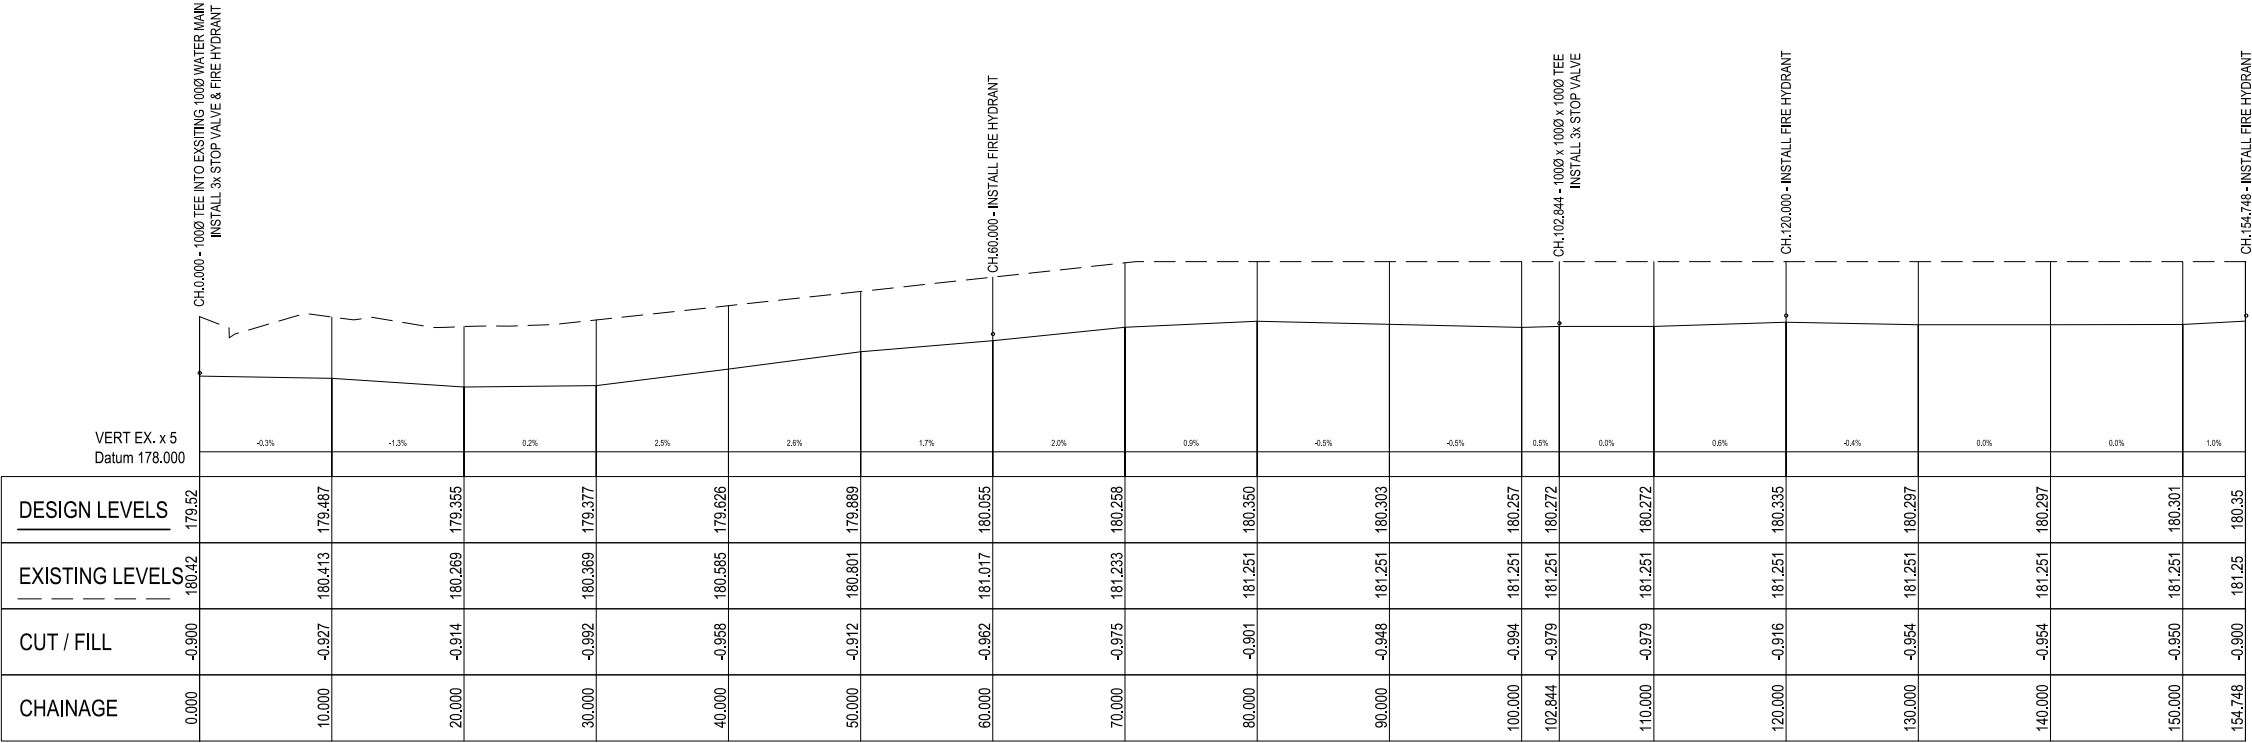 CH.0.000 - 100Ø TEE INTO EXSITING 100Ø WATER MAIN
INSTALL 3x STOP VALVE & FIRE HYDRANT
CH.60.000 - INSTALL FIRE HYDRANT
CH.102.844 - 100Ø x 100Ø x 100Ø TEE
INSTALL 3x STOP VALVE
CH.120.000 - INSTALL FIRE HYDRANT
CH.154.748 - INSTALL FIRE HYDRANT
VERT EX. x 5
Datum 178.000
-0.3% -1.3% 0.2% 2.5% 2.6% 1.7% 2.0% 0.9% -0.5% -0.5% 0.5% 0.0% 0.6% -0.4% 0.0% 0.0% 1.0%
DESIGN LEVELS 179.52 179.487 179.355 179.377 179.626 179.889 180.055 180.258 180.350 180.303 180.257 180.272 180.272 180.335 180.297 180.297 180.301 180.35
EXISTING LEVELS 180.42 180.413 180.269 180.369 180.585 180.801 181.017 181.233 181.251 181.251 181.251 181.251 181.251 181.251 181.251 181.251 181.251 181.25
CUT / FILL -0.900 -0.927 -0.914 -0.992 -0.958 -0.912 -0.962 -0.975 -0.901 -0.948 -0.994 -0.979 -0.979 -0.916 -0.954 -0.954 -0.950 -0.900
CHAINAGE 0.000 10.000 20.000 30.000 40.000 50.000 60.000 70.000 80.000 90.000 100.000 102.844 110.000 120.000 130.000 140.000 150.000 154.748